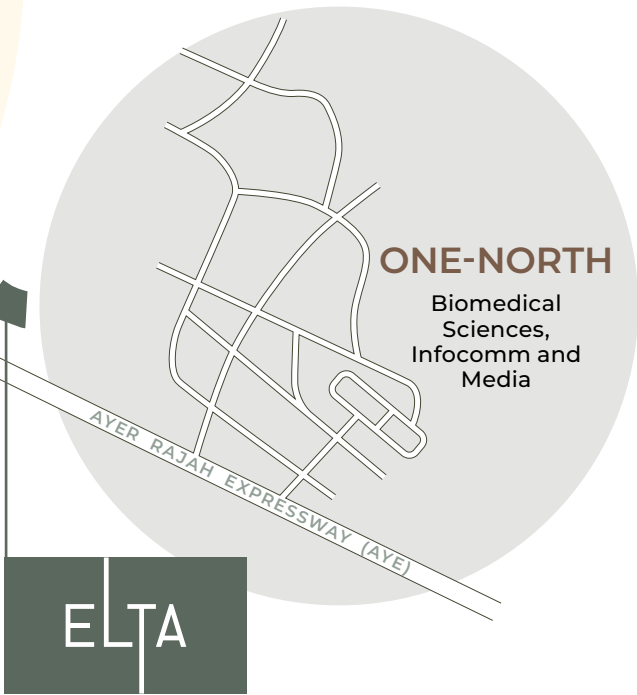 ONE-NORTH
Biomedical
Sciences,
Infocomm and
Media
AYER RAJAH EXPRESSWAY (AYE)
ELTA